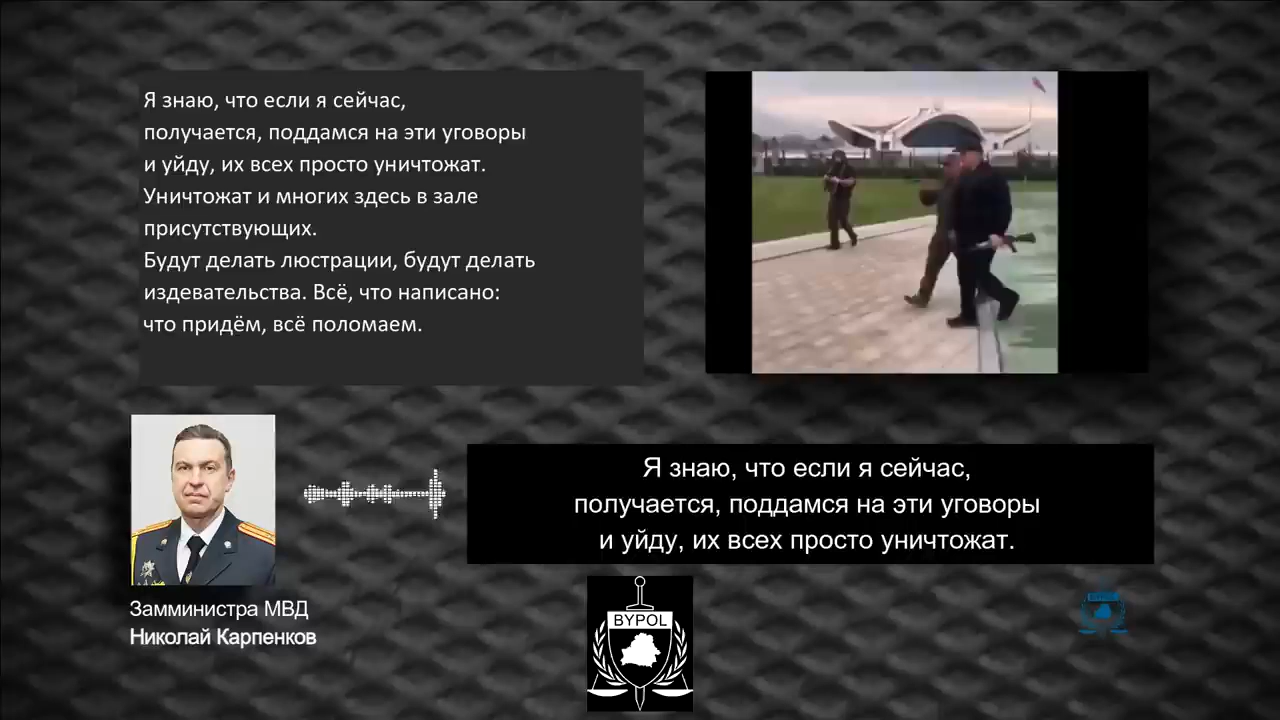 Я знаю, что если я сейчас,
получается, поддамся на эти уговоры
и уйду, их всех просто уничтожат.
Уничтожат и многих здесь в зале
присутствующих.
Будут делать люстрации, будут делать
издевательства. Всё, что написано:
что придём, всё поломаем.
Я знаю, что если я сейчас,
получается, поддамся на эти уговоры
и уйду, их всех просто уничтожат.
Замминистра МВД
Николай Карпенков
BYPOL
BYPOL